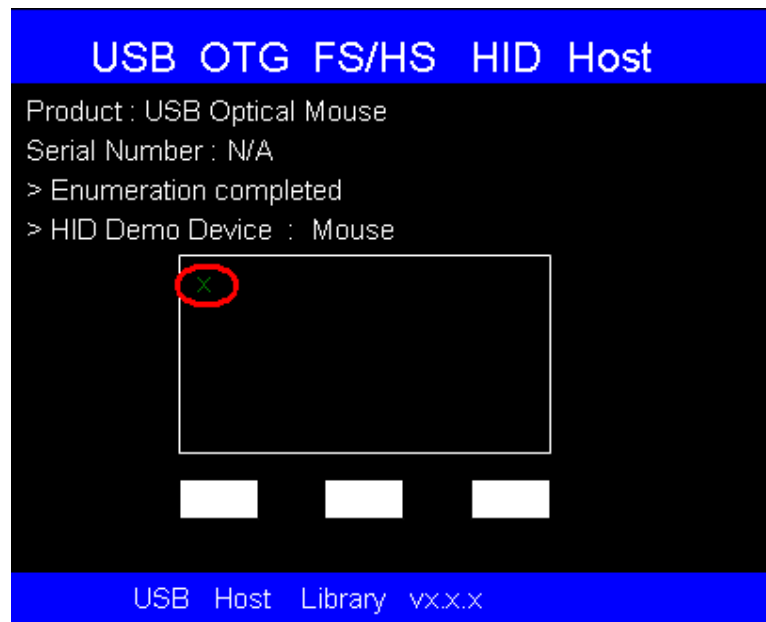 USB OTG FS/HS HID Host
Product : USB Optical Mouse
Serial Number : N/A
> Enumeration completed
> HID Demo Device : Mouse
X
USB Host Library vx.x.x